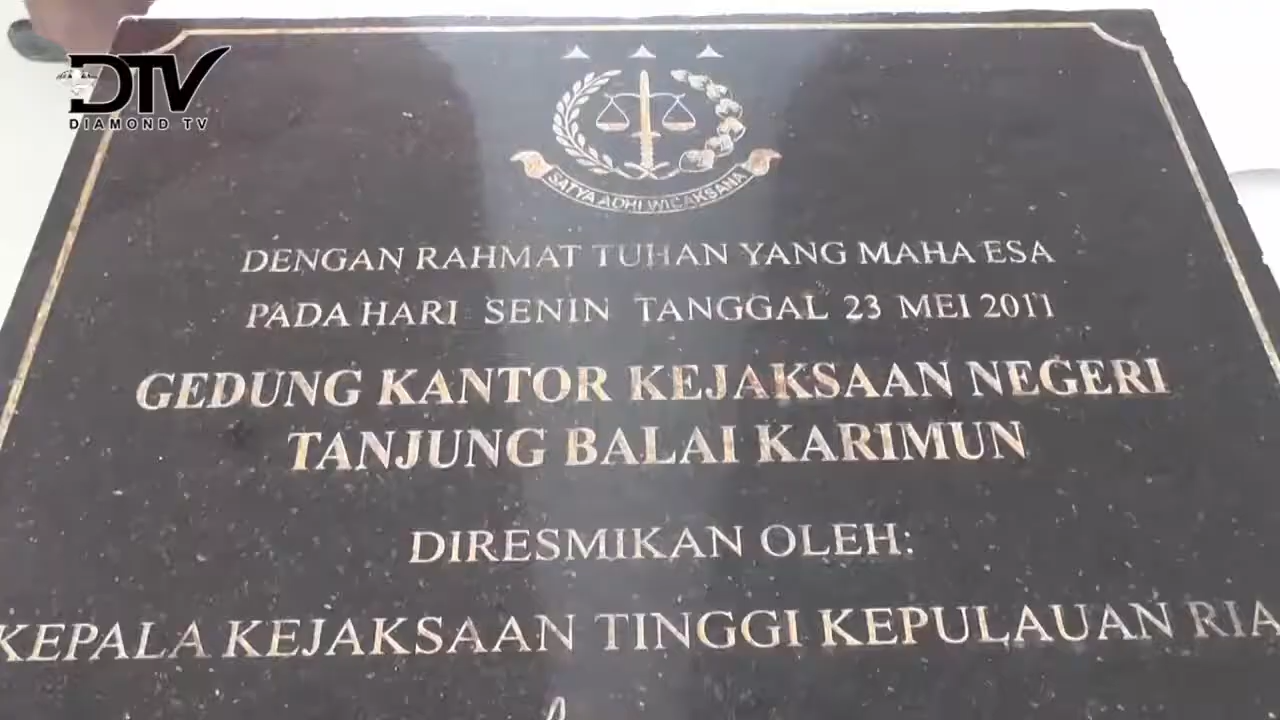 DTV
DIAMOND TV
SATYA ADHI WICAKSANA
DENGAN RAHMAT TUHAN YANG MAHA ESA
PADA HARI SENIN TANGGAL 23 MEI 2011
GEDUNG KANTOR KEJAKSAAN NEGERI
TANJUNG BALAI KARIMUN
DIRESMIKAN OLEH:
KEPALA KEJAKSAAN TINGGI KEPULAUAN RIA